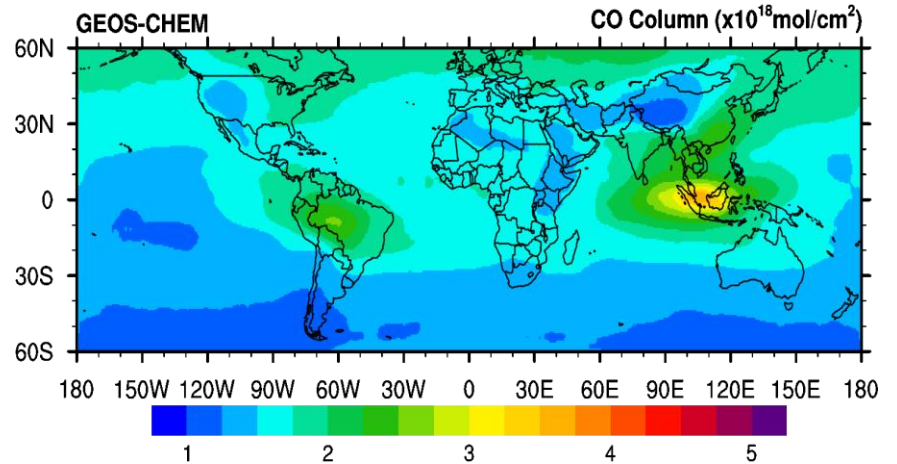 GEOS-CHEM CO Column (x10¹⁸mol/cm²)
60N
30N
0
30S
60S
180 150W 120W 90W 60W 30W 0 30E 60E 90E 120E 150E 180
1 2 3 4 5